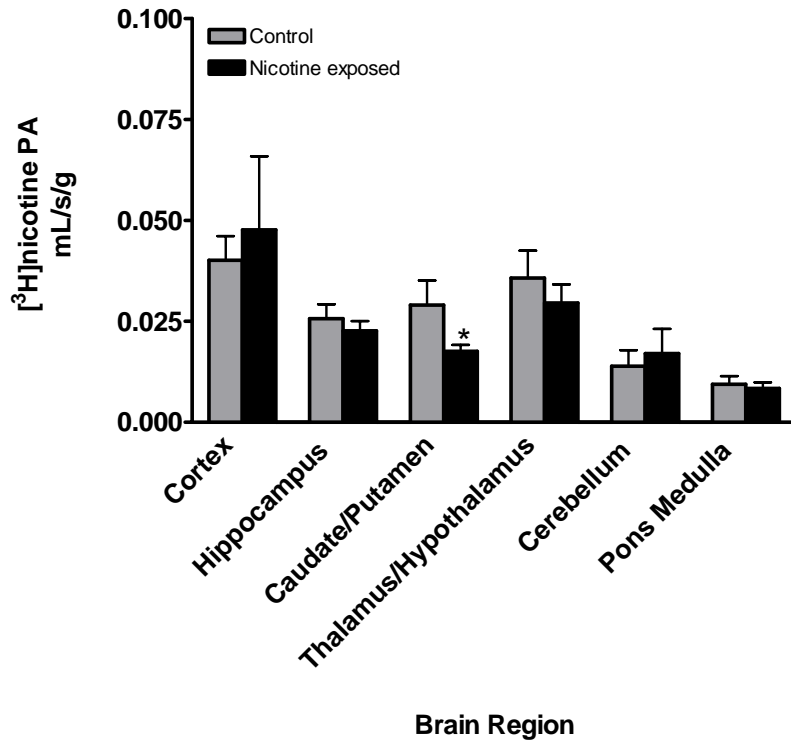 0.100
0.075
0.050
0.025
0.000
[³H]nicotine PA
mL/s/g
Control
Nicotine exposed
*
Cortex
Hippocampus
Caudate/Putamen
Thalamus/Hypothalamus
Cerebellum
Pons Medulla
Brain Region